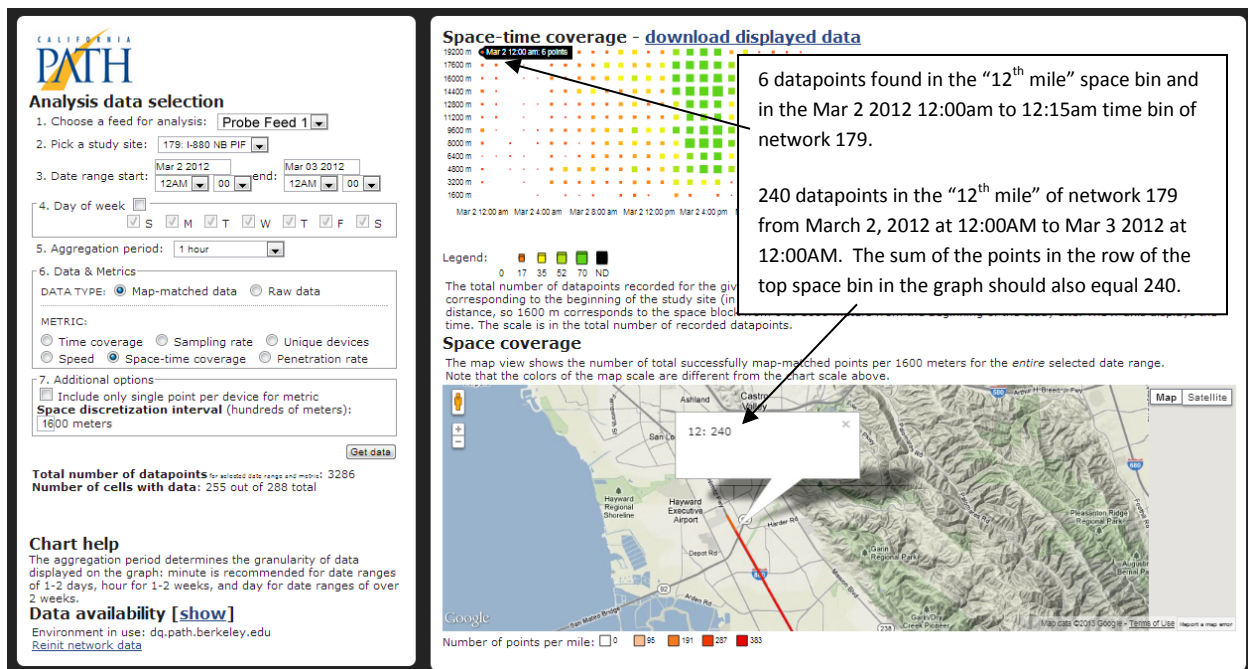 CALIFORNIA
PATH
Analysis data selection
1. Choose a feed for analysis: Probe Feed 1
2. Pick a study site: 179: I-880 NB PIF
3. Date range start: Mar 2 2012 12AM 00 end: Mar 03 2012 12AM 00
4. Day of week
S M T W T F S
5. Aggregation period: 1 hour
6. Data & Metrics
DATA TYPE: Map-matched data Raw data
METRIC:
Time coverage Sampling rate Unique devices
Speed Space-time coverage Penetration rate
7. Additional options
Include only single point per device for metric
Space discretization interval (hundreds of meters):
1600 meters
Get data
Total number of datapoints for selected date range and metric: 3286
Number of cells with data: 255 out of 288 total
Chart help
The aggregation period determines the granularity of data
displayed on the graph: minute is recommended for date ranges
of 1-2 days, hour for 1-2 weeks, and day for date ranges of over
2 weeks.
Data availability [show]
Environment in use: dq.path.berkeley.edu
Reinit network data
Space-time coverage - download displayed data
19200 m Mar 2 12:00 am: 6 points
17600 m
16000 m
14400 m
12800 m
11200 m
9600 m
8000 m
6400 m
4800 m
3200 m
1600 m
Mar 2 12:00 am Mar 2 4:00 am Mar 2 8:00 am Mar 2 12:00 pm Mar 2 4:00 pm
Legend:
0 17 35 52 70 ND
6 datapoints found in the “12th mile” space bin and
in the Mar 2 2012 12:00am to 12:15am time bin of
network 179.
240 datapoints in the “12th mile” of network 179
from March 2, 2012 at 12:00AM to Mar 3 2012 at
12:00AM. The sum of the points in the row of the
top space bin in the graph should also equal 240.
The total number of datapoints recorded for the giv
corresponding to the beginning of the study site (in
distance, so 1600 m corresponds to the space block
time. The scale is in the total number of recorded datapoints.
Space coverage
The map view shows the number of total successfully map-matched points per 1600 meters for the entire selected date range.
Note that the colors of the map scale are different from the chart scale above.
Map Satellite
Ashland
Castro
Valley
San Lo
12: 240
×
680
Hayward
Regional
Shoreline
Hayward
Executive
Airport
Harder Rd
Depot Rd
Palomares Rd
Pleasanton Ridge
Regional Park
Foothill Rd
Garin
Regional Park
Mission Blvd
Augustin
Bernal Pa
880
92
Arden Rd
San Mateo Bridge
238
Garin/Dry
Creek Pioneer
Google
Map data ©2013 Google - Terms of Use Report a map error
Number of points per mile: 0 95 191 287 383